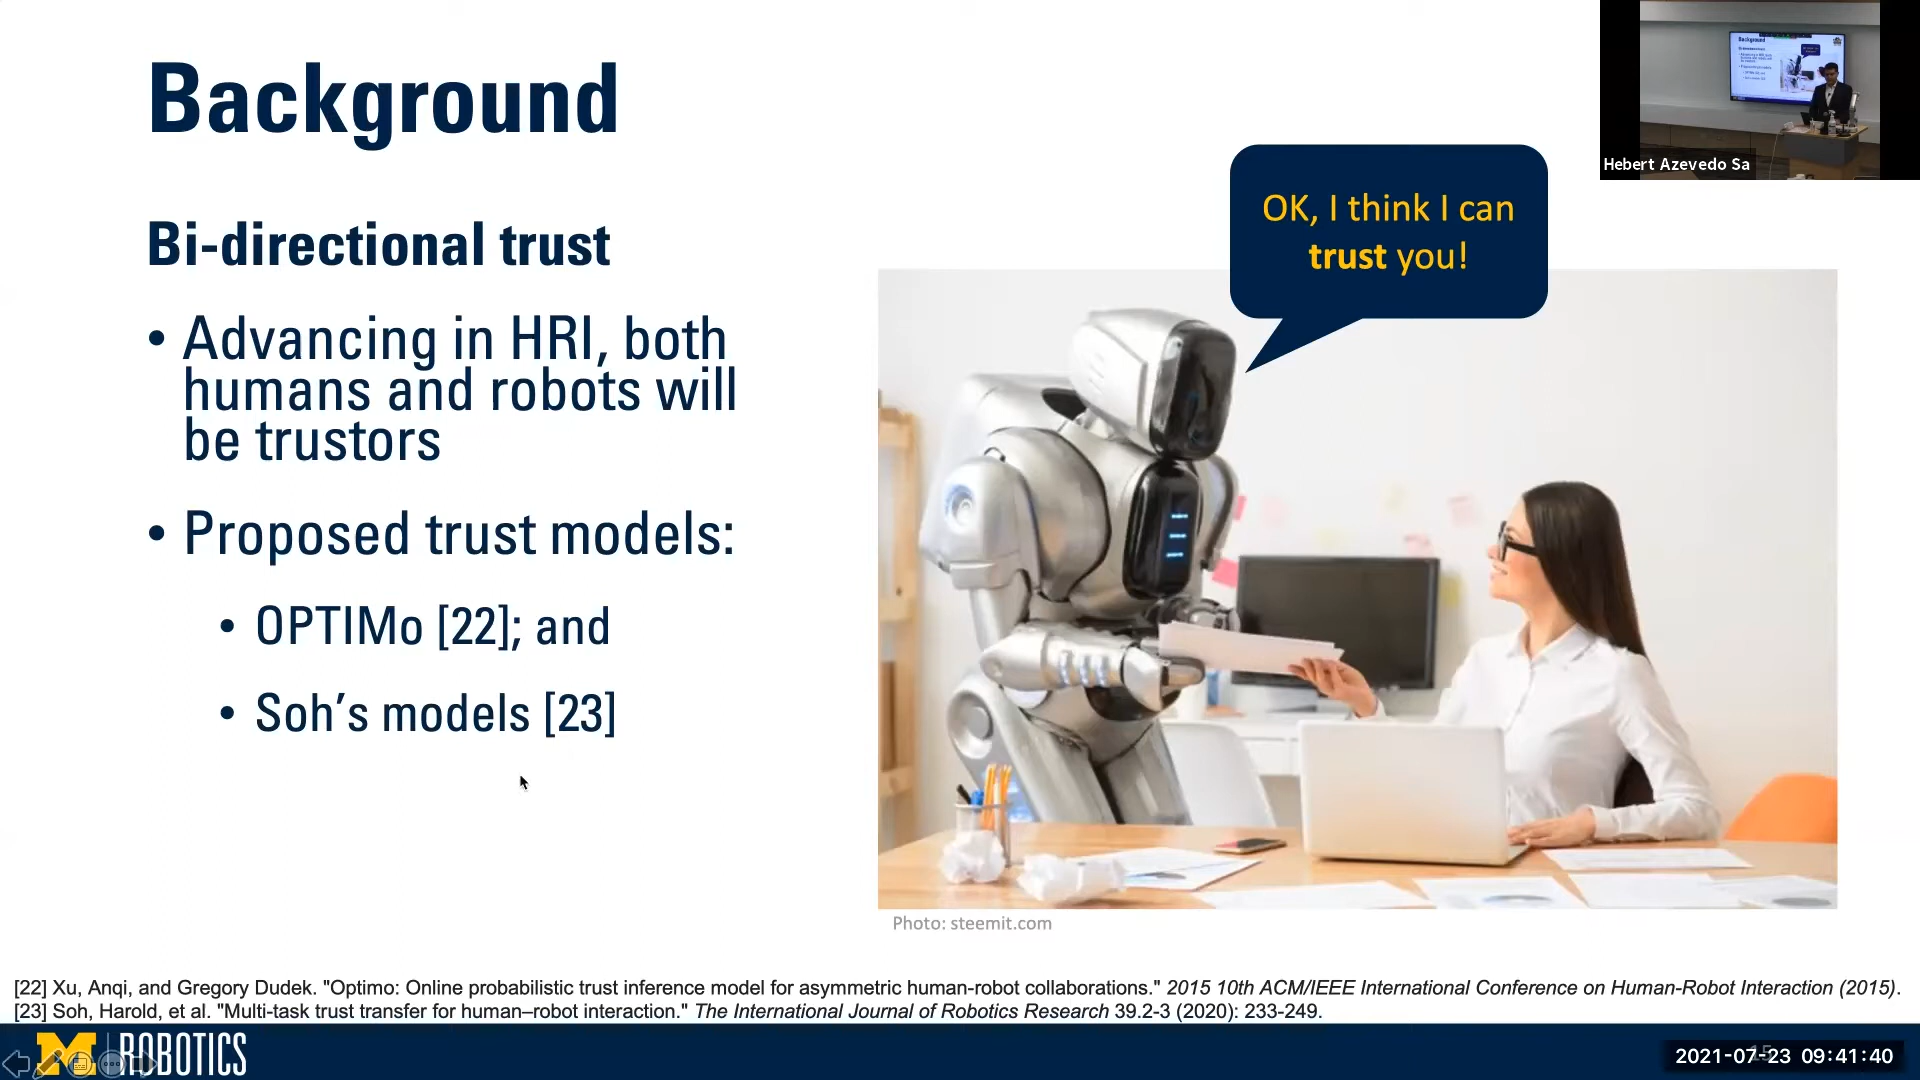 Background
Bi-directional trust
• Advancing in HRI, both
humans and robots will
be trustors
• Proposed trust models:
• OPTIMo [22]; and
• Soh's models [23]
OK, I think I can
trust you!
Photo: steemit.com
Hebert Azevedo Sa
Background
[22] Xu, Anqi, and Gregory Dudek. "Optimo: Online probabilistic trust inference model for asymmetric human-robot collaborations." 2015 10th ACM/IEEE International Conference on Human-Robot Interaction (2015).
[23] Soh, Harold, et al. "Multi-task trust transfer for human–robot interaction." The International Journal of Robotics Research 39.2-3 (2020): 233-249.
M | ROBOTICS
15
2021-07-23 09:41:40